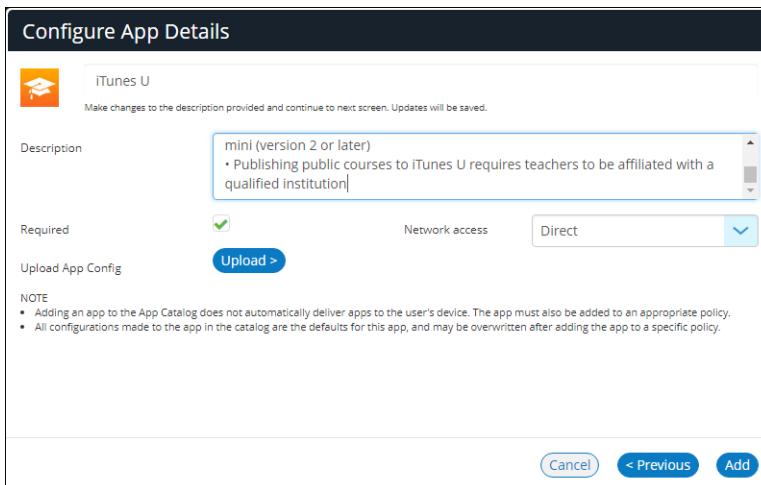 Configure App Details
iTunes U
Make changes to the description provided and continue to next screen. Updates will be saved.
Description
mini (version 2 or later)
• Publishing public courses to iTunes U requires teachers to be affiliated with a
qualified institution
Required
Network access
Direct
Upload App Config
Upload >
NOTE
• Adding an app to the App Catalog does not automatically deliver apps to the user's device. The app must also be added to an appropriate policy.
• All configurations made to the app in the catalog are the defaults for this app, and may be overwritten after adding the app to a specific policy.
Cancel
< Previous
Add